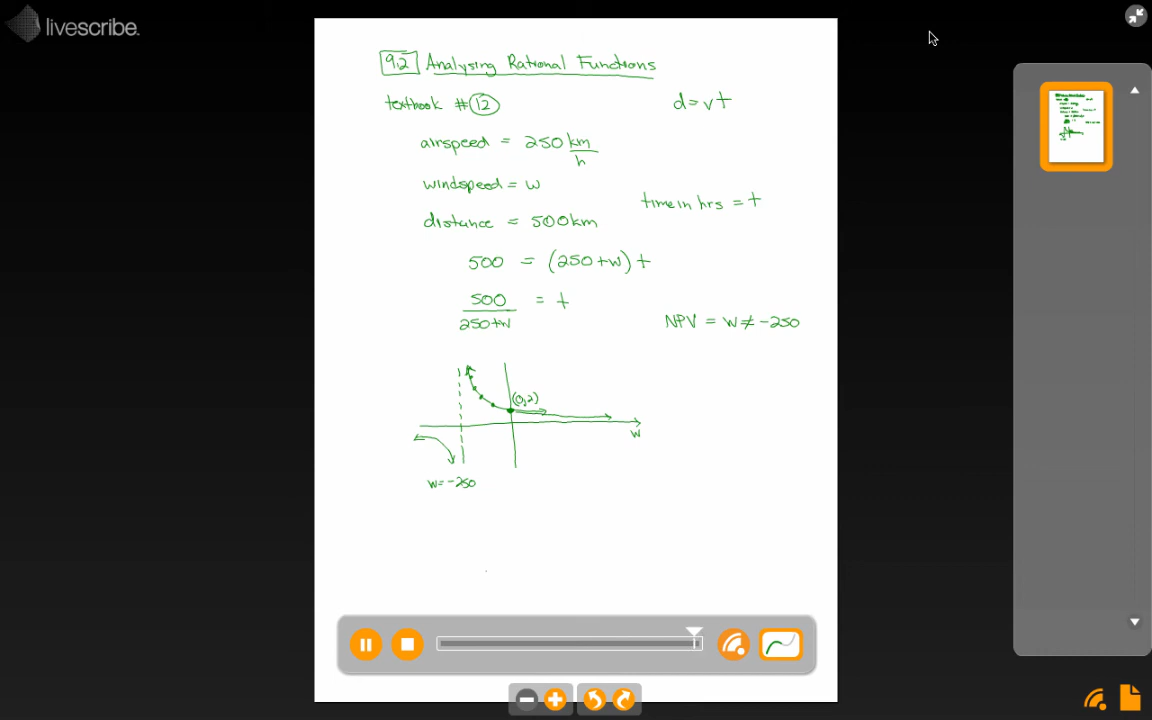 livescribe.
9.2 Analysing Rational Functions
textbook #12
d = vt
airspeed = 250 km/h
windspeed = w
time in hrs = t
distance = 500km
500 = (250+w)t
500/250+w = t
NPV = w ≠ -250
(0,2)
w
w=-250